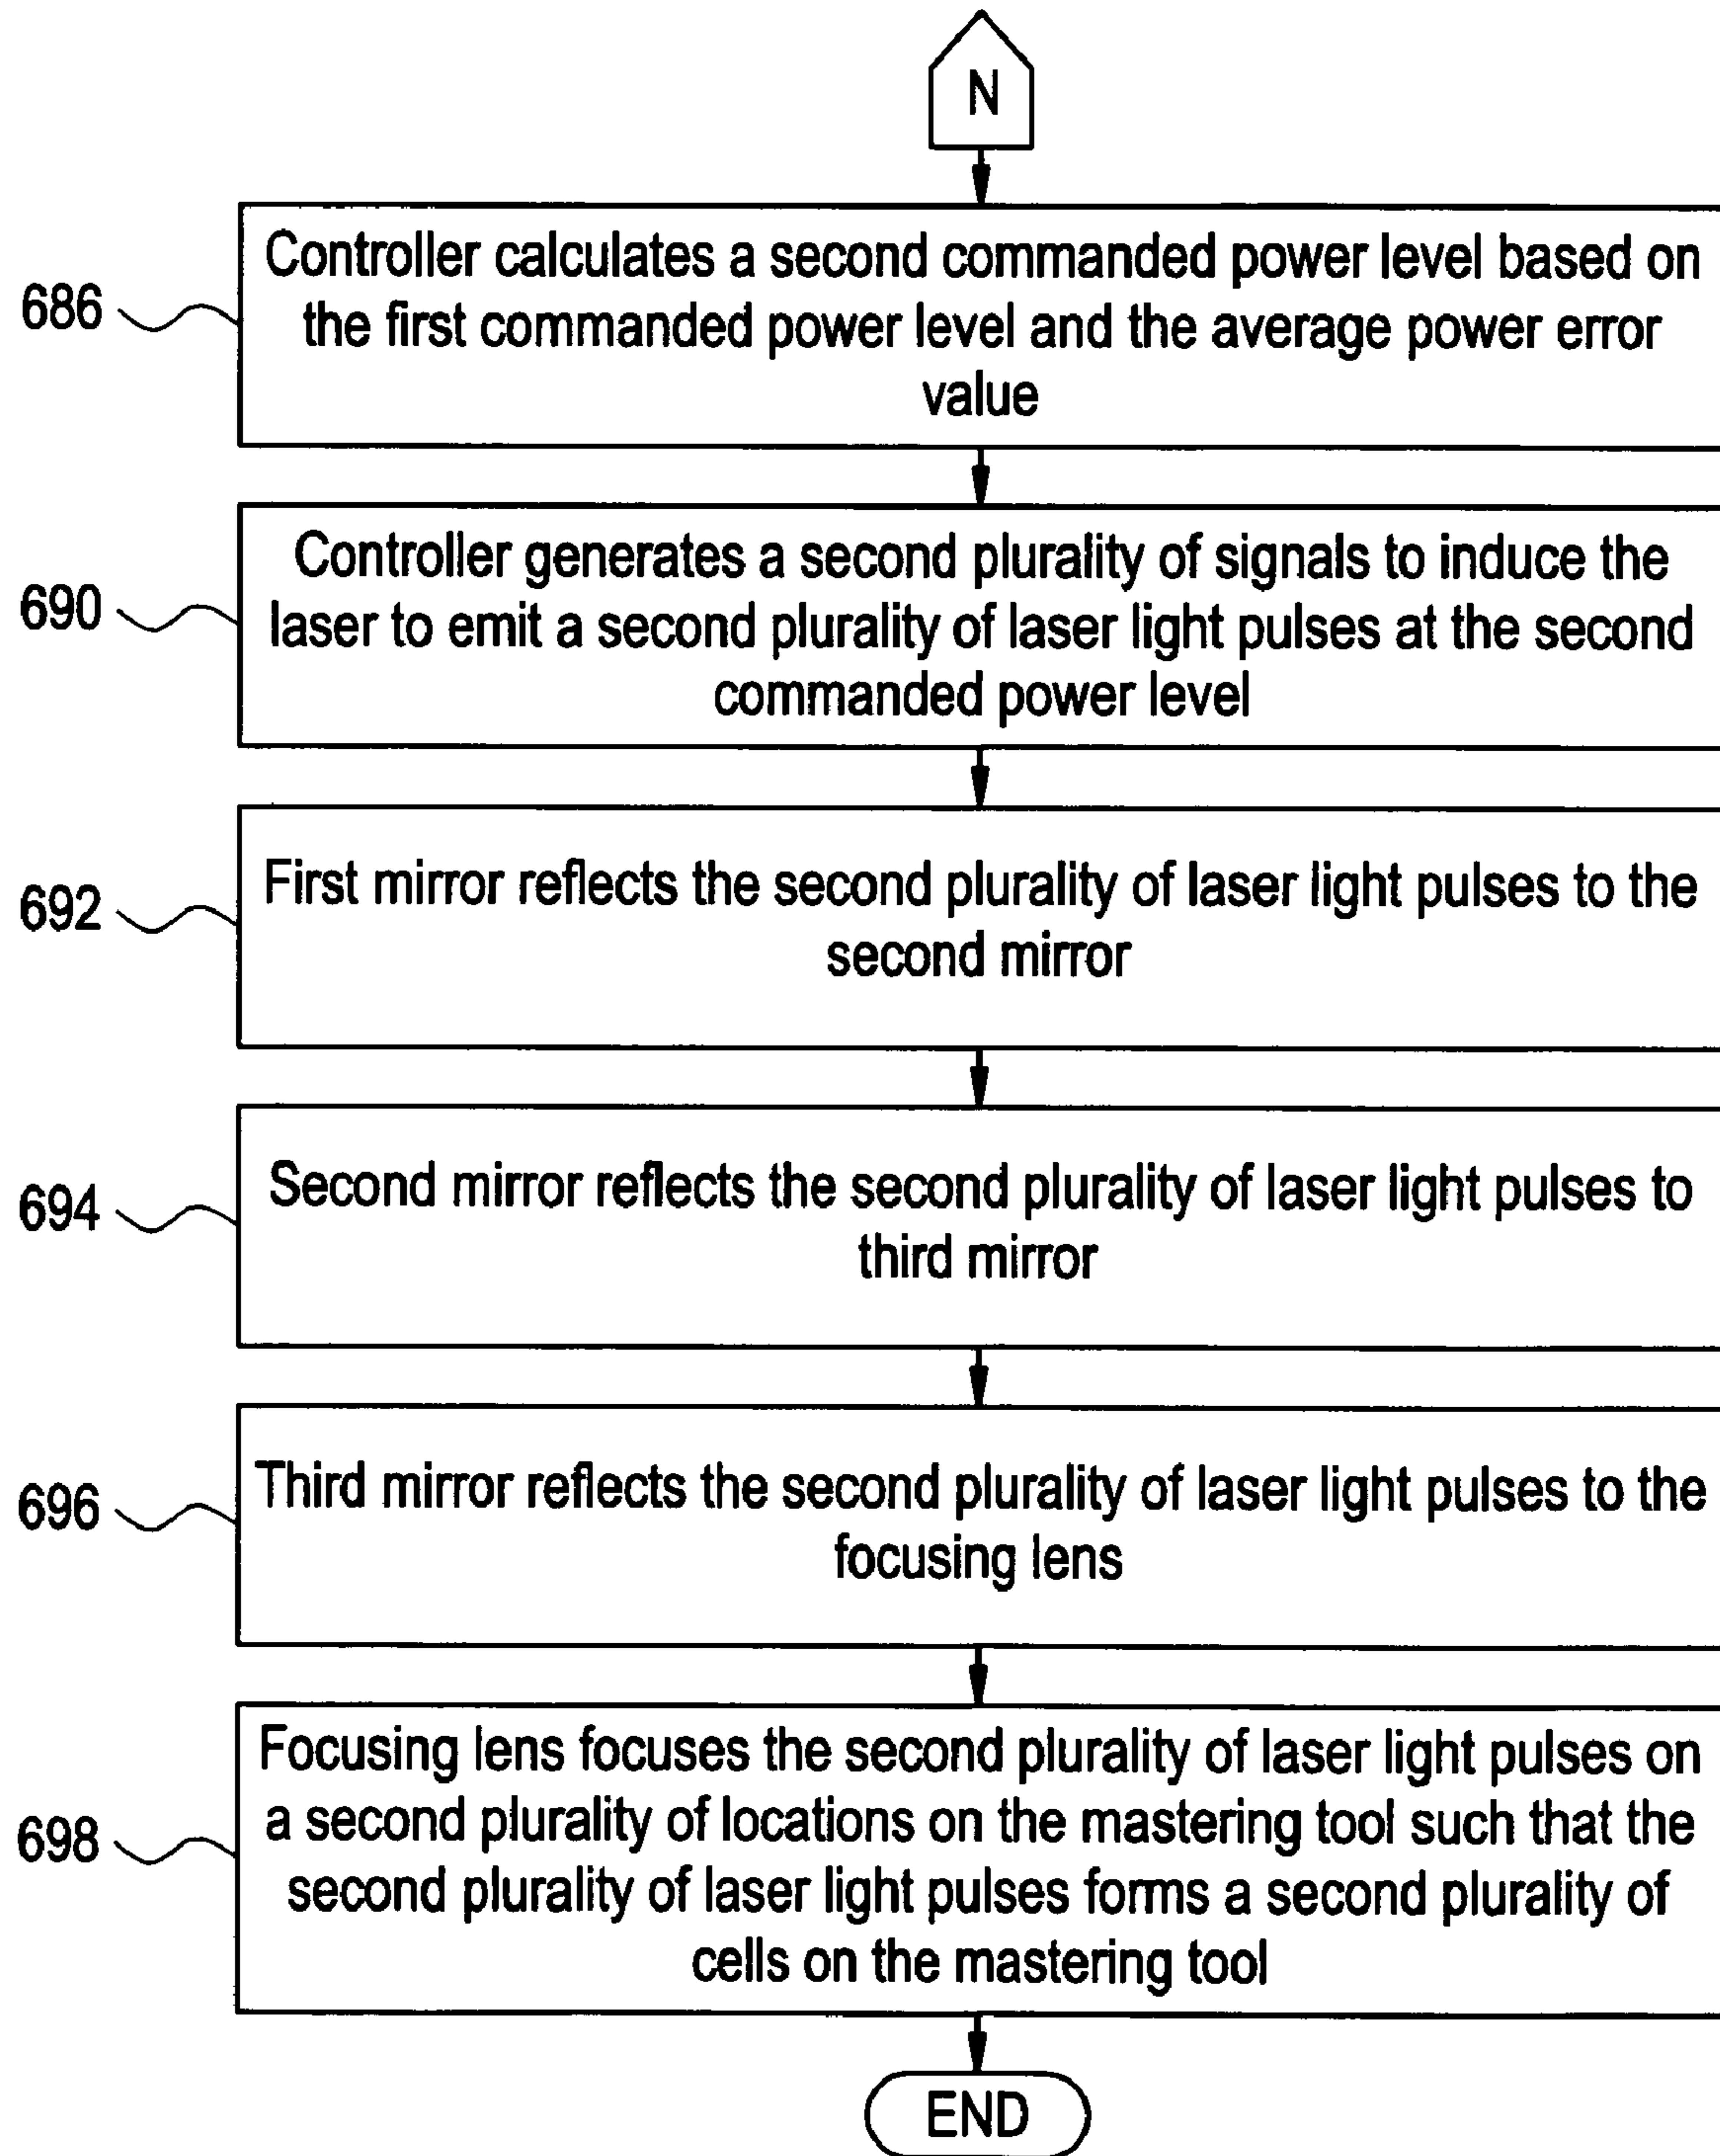 N
686
Controller calculates a second commanded power level based on
the first commanded power level and the average power error
value
690
Controller generates a second plurality of signals to induce the
laser to emit a second plurality of laser light pulses at the second
commanded power level
692
First mirror reflects the second plurality of laser light pulses to the
second mirror
694
Second mirror reflects the second plurality of laser light pulses to
third mirror
696
Third mirror reflects the second plurality of laser light pulses to the
focusing lens
698
Focusing lens focuses the second plurality of laser light pulses on
a second plurality of locations on the mastering tool such that the
second plurality of laser light pulses forms a second plurality of
cells on the mastering tool
END